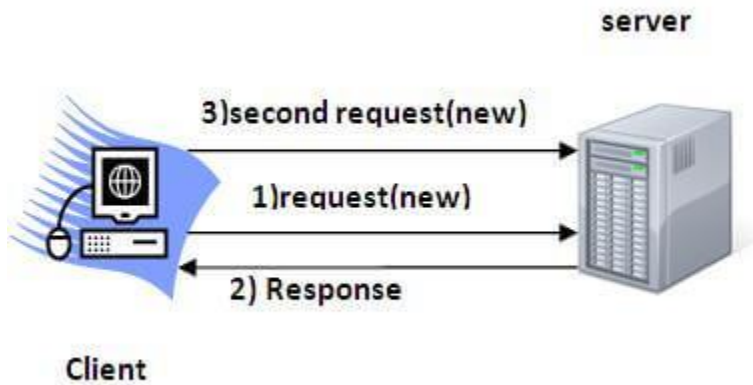 server
3)second request(new)
1)request(new)
2) Response
Client